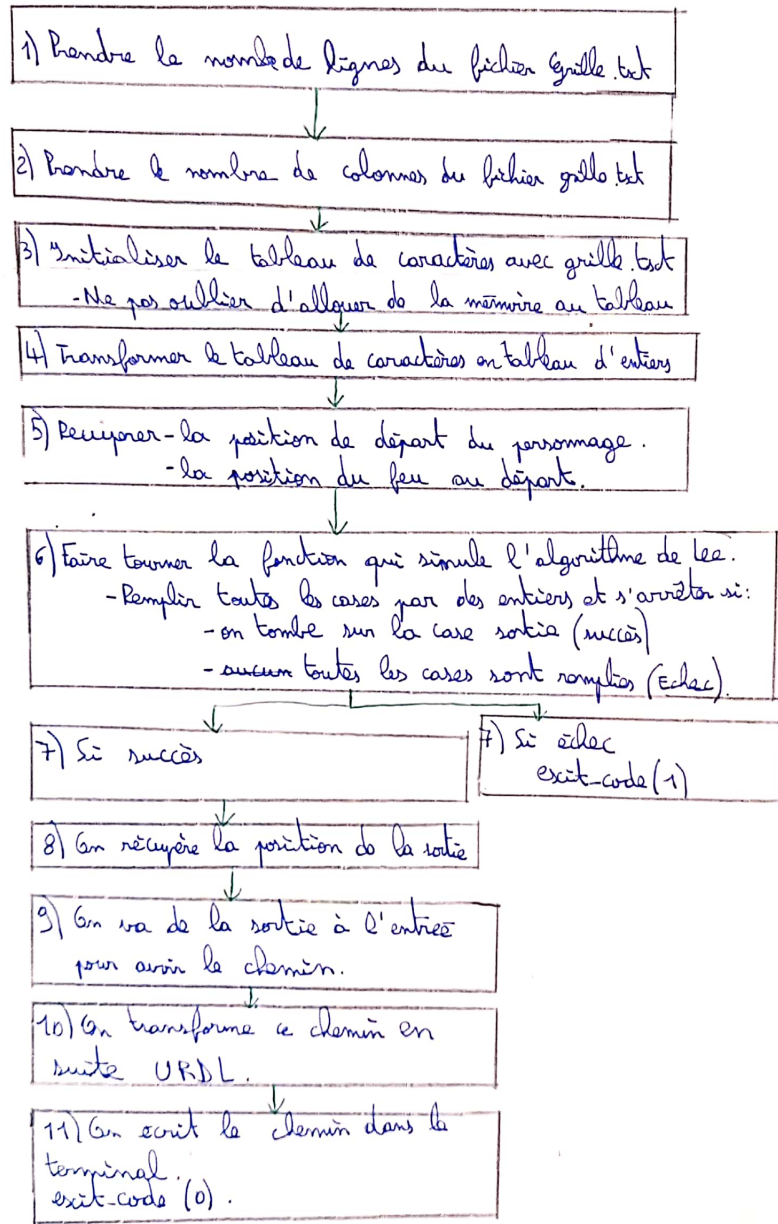 1) Prendre le nombre de lignes du fichier Grille.txt
2) Prendre le nombre de colonnes du fichier grille.txt
3) Initialiser le tableau de caractères avec grille.txt
- Ne pas oublier d'allouer de la mémoire au tableau
4) Transformer le tableau de caractères en tableau d'entiers
5) Recuperer - la position de départ du personnage.
- la position du feu au départ.
6) Faire tourner la fonction qui simule l'algorithme de Lee.
- Remplir toutes les cases par des entiers et s'arrêter si:
- on tombe sur la case sortie (succès)
- aucun toutes les cases sont remplies (Echec).
7) Si succès
7) Si échec
exit-code (1)
8) On récupère la position de la sortie
9) On va de la sortie à l'entrée
pour avoir le chemin.
10) On transforme ce chemin en
suite URDL.
11) On écrit le chemin dans le
terminal.
exit-code (0).